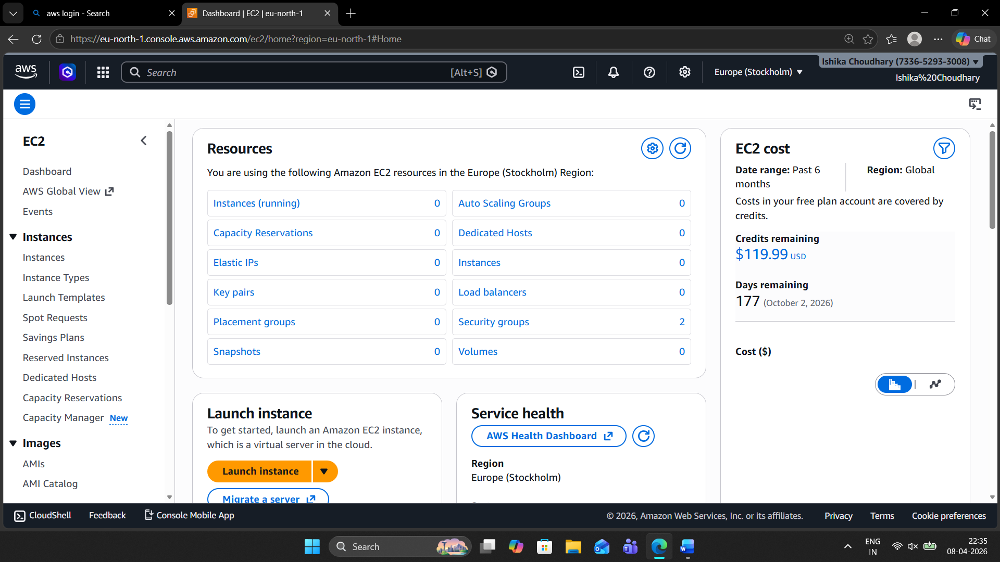 aws login - Search
Dashboard | EC2 | eu-north-1
https://eu-north-1.console.aws.amazon.com/ec2/home?region=eu-north-1#Home
Chat
aws
Search
[Alt+S]
Europe (Stockholm)
Ishika Choudhary (7336-5293-3008)
Ishika%20Choudhary
EC2
Dashboard
AWS Global View
Events
Instances
Instances
Instance Types
Launch Templates
Spot Requests
Savings Plans
Reserved Instances
Dedicated Hosts
Capacity Reservations
Capacity Manager New
Images
AMIs
AMI Catalog
Resources
You are using the following Amazon EC2 resources in the Europe (Stockholm) Region:
Instances (running) 0
Auto Scaling Groups 0
Capacity Reservations 0
Dedicated Hosts 0
Elastic IPs 0
Instances 0
Key pairs 0
Load balancers 0
Placement groups 0
Security groups 2
Snapshots 0
Volumes 0
Launch instance
To get started, launch an Amazon EC2 instance,
which is a virtual server in the cloud.
Launch instance
Migrate a server
Service health
AWS Health Dashboard
Region
Europe (Stockholm)
EC2 cost
Date range: Past 6
months
Region: Global
Costs in your free plan account are covered by
credits.
Credits remaining
$119.99 USD
Days remaining
177 (October 2, 2026)
Cost ($)
CloudShell
Feedback
Console Mobile App
© 2026, Amazon Web Services, Inc. or its affiliates.
Privacy
Terms
Cookie preferences
Search
ENG
IN
22:35
08-04-2026